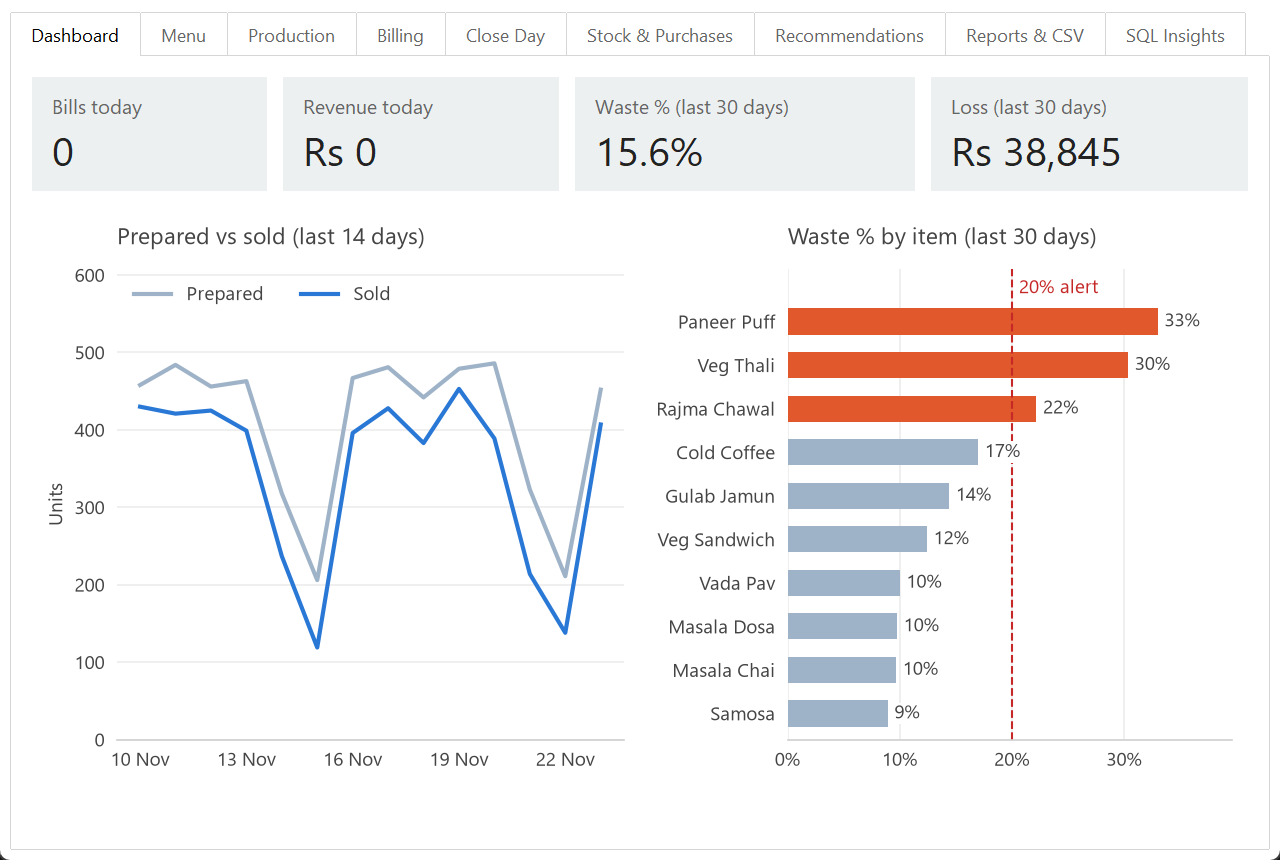 Dashboard Menu Production Billing Close Day Stock & Purchases Recommendations Reports & CSV SQL Insights
Bills today
0
Revenue today
Rs 0
Waste % (last 30 days)
15.6%
Loss (last 30 days)
Rs 38,845
Prepared vs sold (last 14 days)
Prepared Sold
600
500
400
300
200
100
0
Units
10 Nov 13 Nov 16 Nov 19 Nov 22 Nov
Waste % by item (last 30 days)
20% alert
Paneer Puff 33%
Veg Thali 30%
Rajma Chawal 22%
Cold Coffee 17%
Gulab Jamun 14%
Veg Sandwich 12%
Vada Pav 10%
Masala Dosa 10%
Masala Chai 10%
Samosa 9%
0% 10% 20% 30%